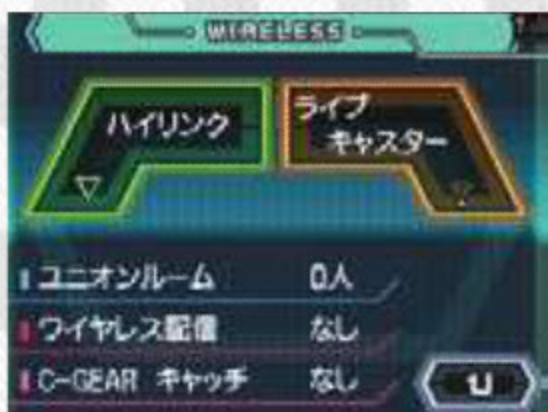 WIRELESS
ハイリンク
ライブ
キャスター
ユニオンルーム 0人
ワイヤレス配信 なし
C-GEAR キャッチ なし